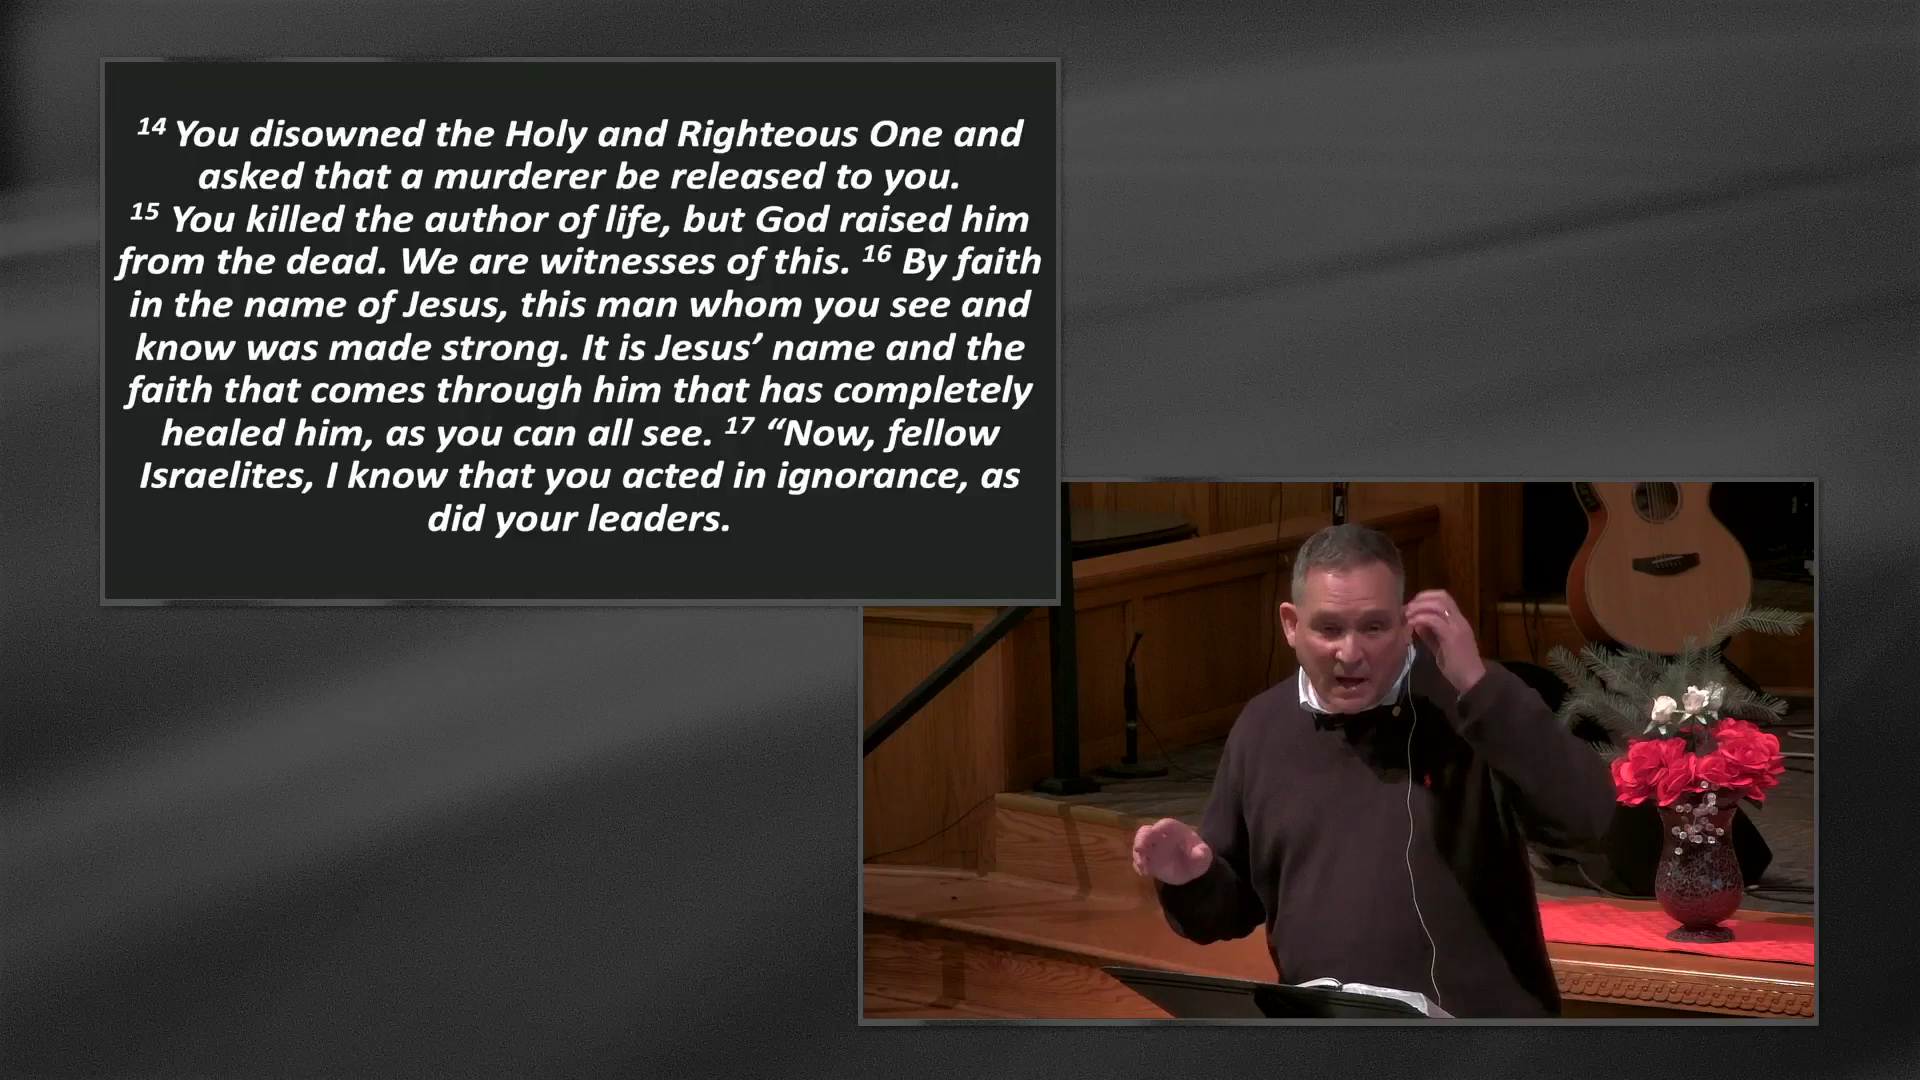 14 You disowned the Holy and Righteous One and
asked that a murderer be released to you.
15 You killed the author of life, but God raised him
from the dead. We are witnesses of this. 16 By faith
in the name of Jesus, this man whom you see and
know was made strong. It is Jesus’ name and the
faith that comes through him that has completely
healed him, as you can all see. 17 “Now, fellow
Israelites, I know that you acted in ignorance, as
did your leaders.